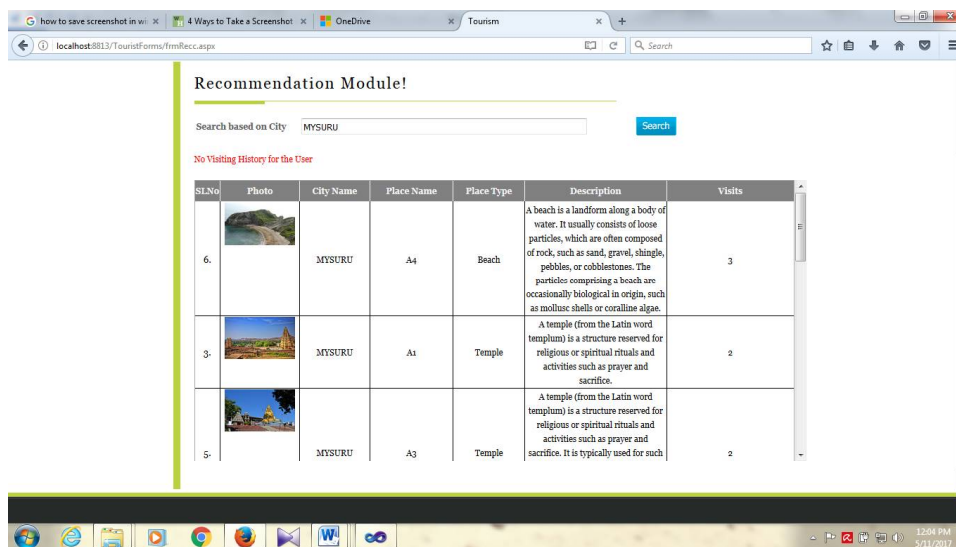 how to save screenshot in wi
4 Ways to Take a Screenshot
OneDrive
Tourism
localhost:8813/TouristForms/frmRecc.aspx
Search
Recommendation Module!
Search based on City
MYSURU
Search
No Visiting History for the User
SLNo Photo City Name Place Name Place Type Description Visits
6. MYSURU A4 Beach
A beach is a landform along a body of
water. It usually consists of loose
particles, which are often composed
of rock, such as sand, gravel, shingle,
pebbles, or cobblestones. The
particles comprising a beach are
occasionally biological in origin, such
as mollusc shells or coralline algae.
3
3. MYSURU A1 Temple
A temple (from the Latin word
templum) is a structure reserved for
religious or spiritual rituals and
activities such as prayer and
sacrifice.
2
5. MYSURU A3 Temple
A temple (from the Latin word
templum) is a structure reserved for
religious or spiritual rituals and
activities such as prayer and
sacrifice. It is typically used for such
2
12:04 PM
5/11/2017